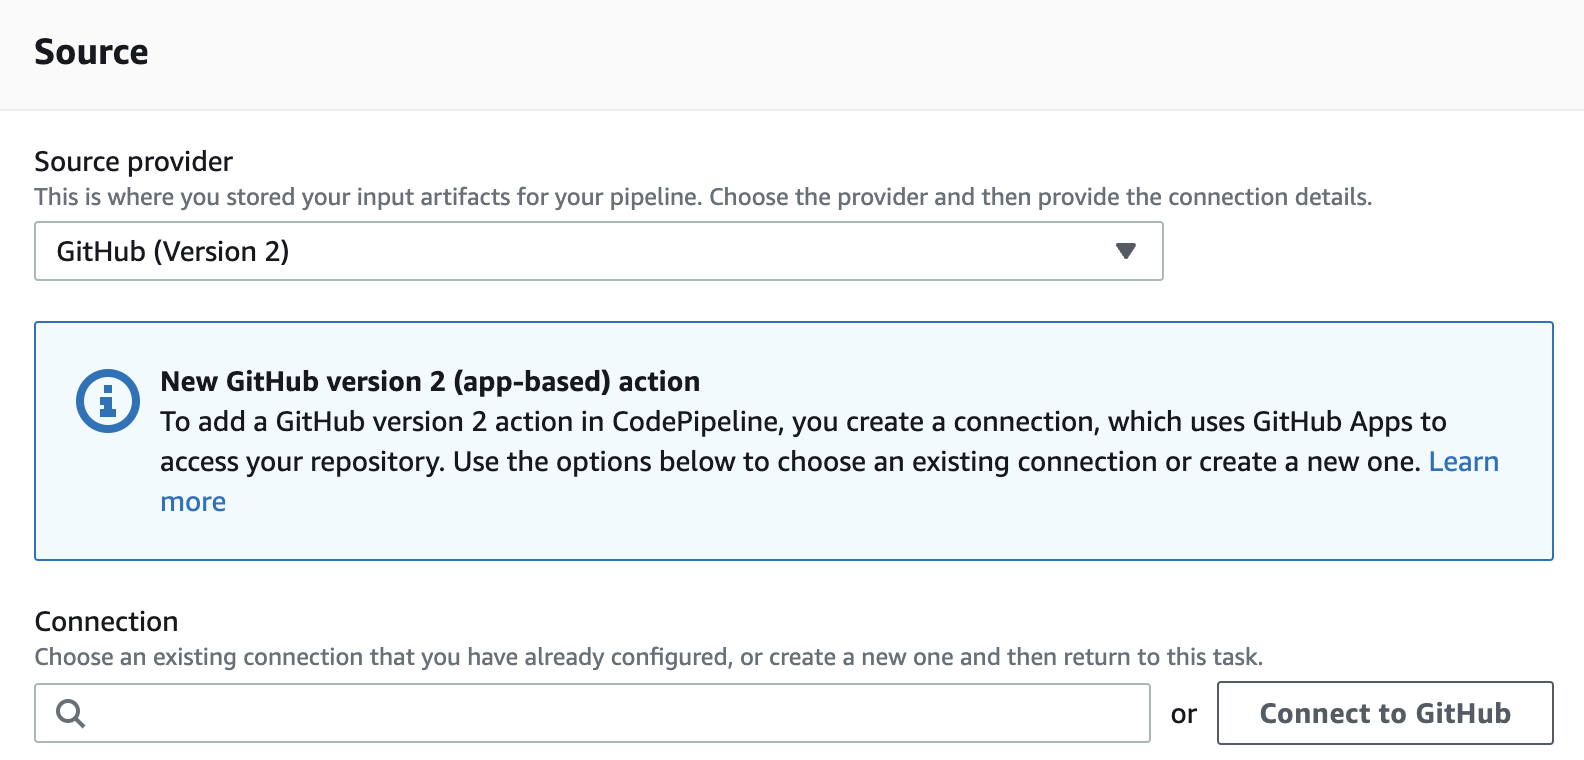 Source
Source provider
This is where you stored your input artifacts for your pipeline. Choose the provider and then provide the connection details.
GitHub (Version 2)
New GitHub version 2 (app-based) action
To add a GitHub version 2 action in CodePipeline, you create a connection, which uses GitHub Apps to
access your repository. Use the options below to choose an existing connection or create a new one. Learn
more
Connection
Choose an existing connection that you have already configured, or create a new one and then return to this task.
or Connect to GitHub